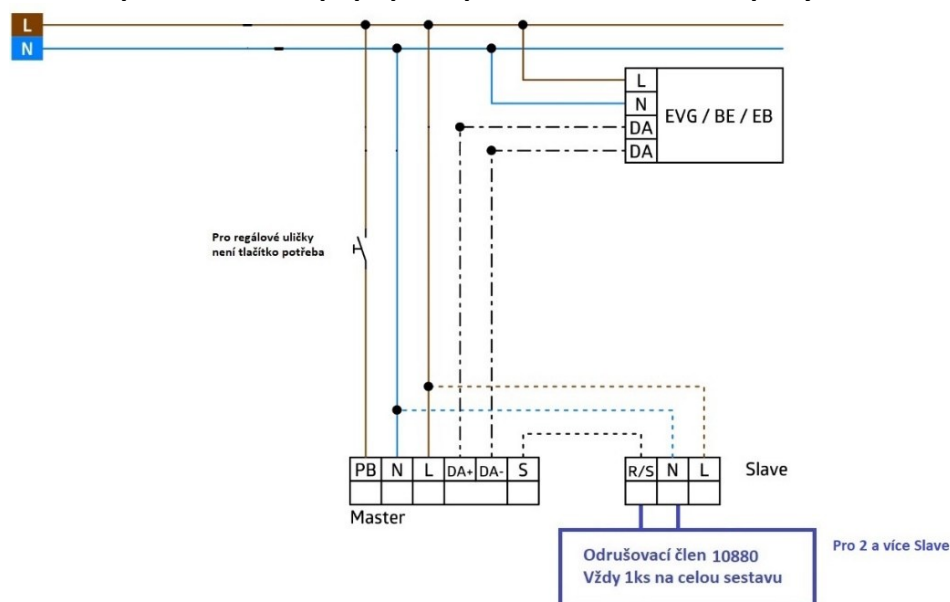 L
N
L
N
EVG / BE / EB
DA
DA
Pro regálové uličky
není tlačítko potřeba
PB N L DA+ DA- S
R/S N L Slave
Master
Odrušovací člen 10880
Vždy 1ks na celou sestavu
Pro 2 a více Slave